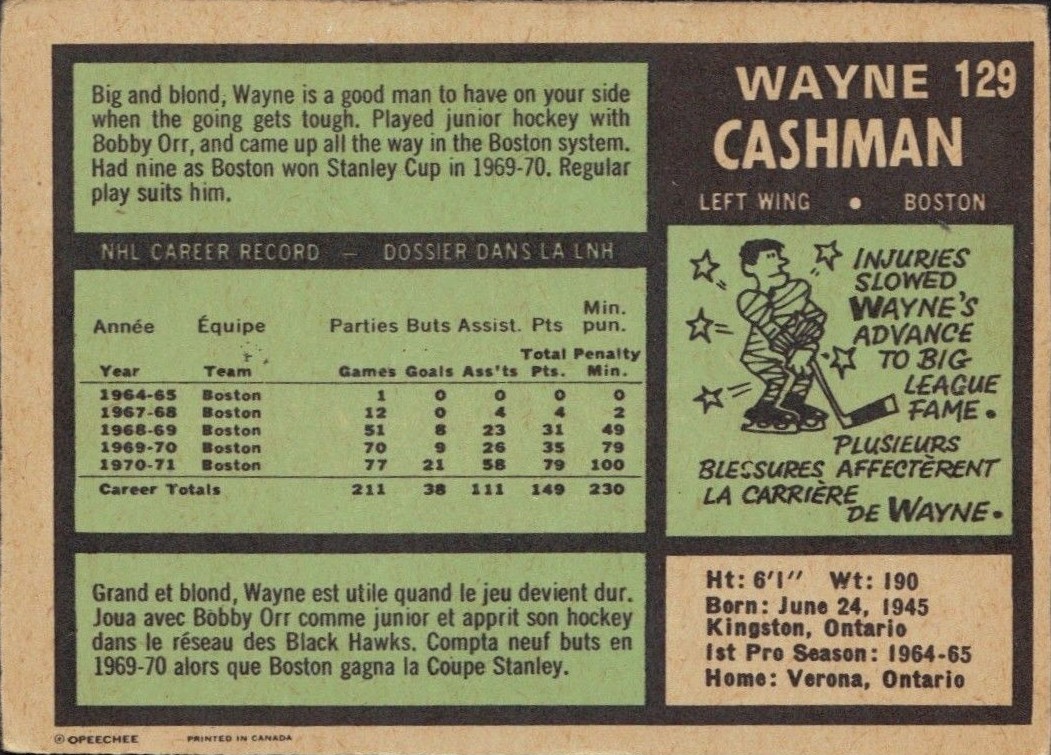 WAYNE 129
CASHMAN
LEFT WING • BOSTON
Big and blond, Wayne is a good man to have on your side
when the going gets tough. Played junior hockey with
Bobby Orr, and came up all the way in the Boston system.
Had nine as Boston won Stanley Cup in 1969-70. Regular
play suits him.
NHL CAREER RECORD — DOSSIER DANS LA LNH
Année Équipe Parties Buts Assist. Pts Min. pun.
Year Team Games Goals Ass'ts Total Pts. Penalty Min.
1964-65 Boston 1 0 0 0 0
1967-68 Boston 12 0 4 4 2
1968-69 Boston 51 8 23 31 49
1969-70 Boston 70 9 26 35 79
1970-71 Boston 77 21 58 79 100
Career Totals 211 38 111 149 230
Grand et blond, Wayne est utile quand le jeu devient dur.
Joua avec Bobby Orr comme junior et apprit son hockey
dans le réseau des Black Hawks. Compta neuf buts en
1969-70 alors que Boston gagna la Coupe Stanley.
INJURIES
SLOWED
WAYNE'S
ADVANCE
TO BIG
LEAGUE
FAME.
PLUSIEURS
BLESSURES AFFECTÈRENT
LA CARRIÈRE
DE WAYNE.
Ht: 6'1" Wt: 190
Born: June 24, 1945
Kingston, Ontario
1st Pro Season: 1964-65
Home: Verona, Ontario
© OPEECHEE PRINTED IN CANADA